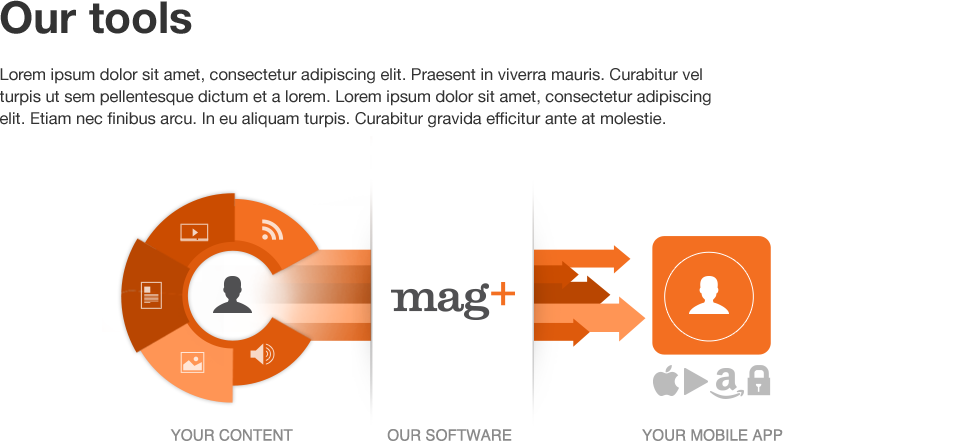 Our tools
Lorem ipsum dolor sit amet, consectetur adipiscing elit. Praesent in viverra mauris. Curabitur vel
turpis ut sem pellentesque dictum et a lorem. Lorem ipsum dolor sit amet, consectetur adipiscing
elit. Etiam nec finibus arcu. In eu aliquam turpis. Curabitur gravida efficitur ante at molestie.
mag+
a
YOUR CONTENT
OUR SOFTWARE
YOUR MOBILE APP